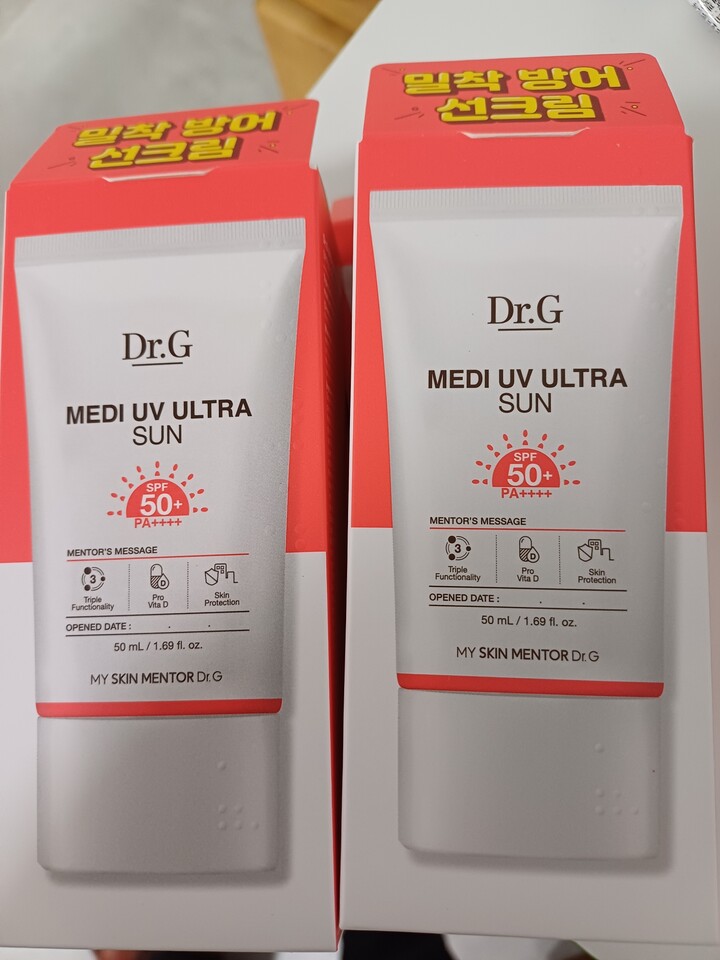 밀착 방어
선크림
Dr.G
MEDI UV ULTRA
SUN
SPF
50+
PA++++
MENTOR'S MESSAGE
3
Triple
Functionality
D
Pro
Vita D
Skin
Protection
OPENED DATE : . .
50 mL / 1.69 fl. oz.
MY SKIN MENTOR Dr.G
밀착 방어
선크림
Dr.G
MEDI UV ULTRA
SUN
SPF
50+
PA++++
MENTOR'S MESSAGE
3
Triple
Functionality
D
Pro
Vita D
Skin
Protection
OPENED DATE : . .
50 mL / 1.69 fl. oz.
MY SKIN MENTOR Dr.G